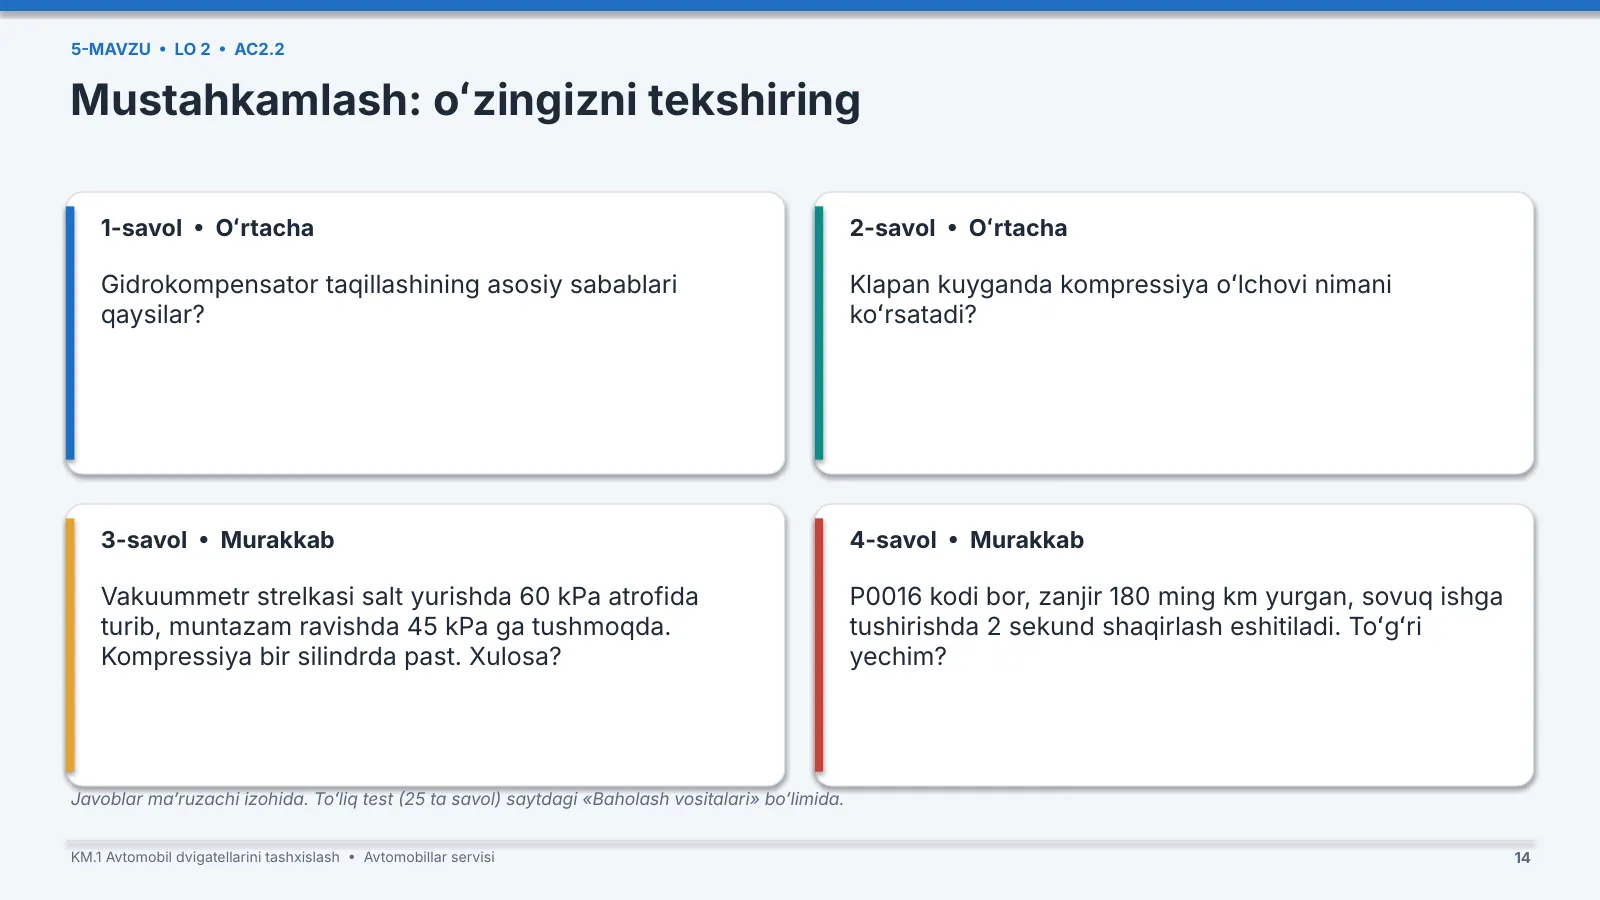 5-MAVZU • LO 2 • AC2.2
Mustahkamlash: oʻzingizni tekshiring
1-savol • Oʻrtacha
Gidrokompensator taqillashining asosiy sabablari
qaysilar?
2-savol • Oʻrtacha
Klapan kuyganda kompressiya oʻlchovi nimani
koʻrsatadi?
3-savol • Murakkab
Vakuummetr strelkasi salt yurishda 60 kPa atrofida
turib, muntazam ravishda 45 kPa ga tushmoqda.
Kompressiya bir silindrda past. Xulosa?
4-savol • Murakkab
P0016 kodi bor, zanjir 180 ming km yurgan, sovuq ishga
tushirishda 2 sekund shaqirlash eshitiladi. Toʻgʻri
yechim?
Javoblar maʼruzachi izohida. Toʻliq test (25 ta savol) saytdagi «Baholash vositalari» boʻlimida.
KM.1 Avtomobil dvigatellarini tashxislash • Avtomobillar servisi
14